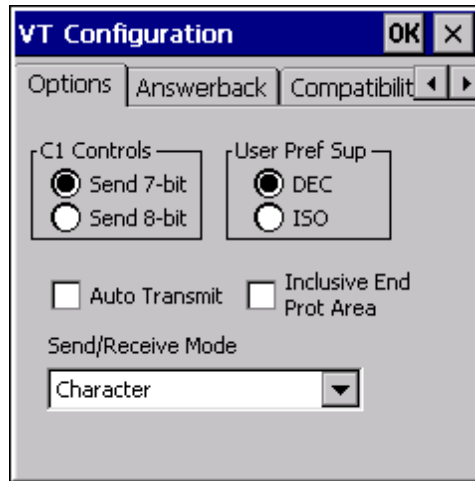 VT Configuration OK
Options Answerback Compatibilit
C1 Controls User Pref Sup
Send 7-bit DEC
Send 8-bit ISO
Auto Transmit Inclusive End
Prot Area
Send/Receive Mode
Character